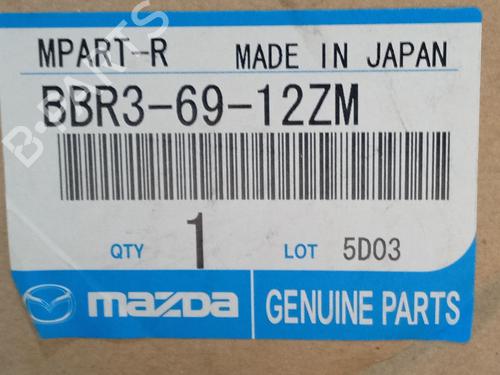 MPART-R MADE IN JAPAN
BBR3-69-12ZM
QTY 1 LOT 5D03
mazda GENUINE PARTS
B-PARTS